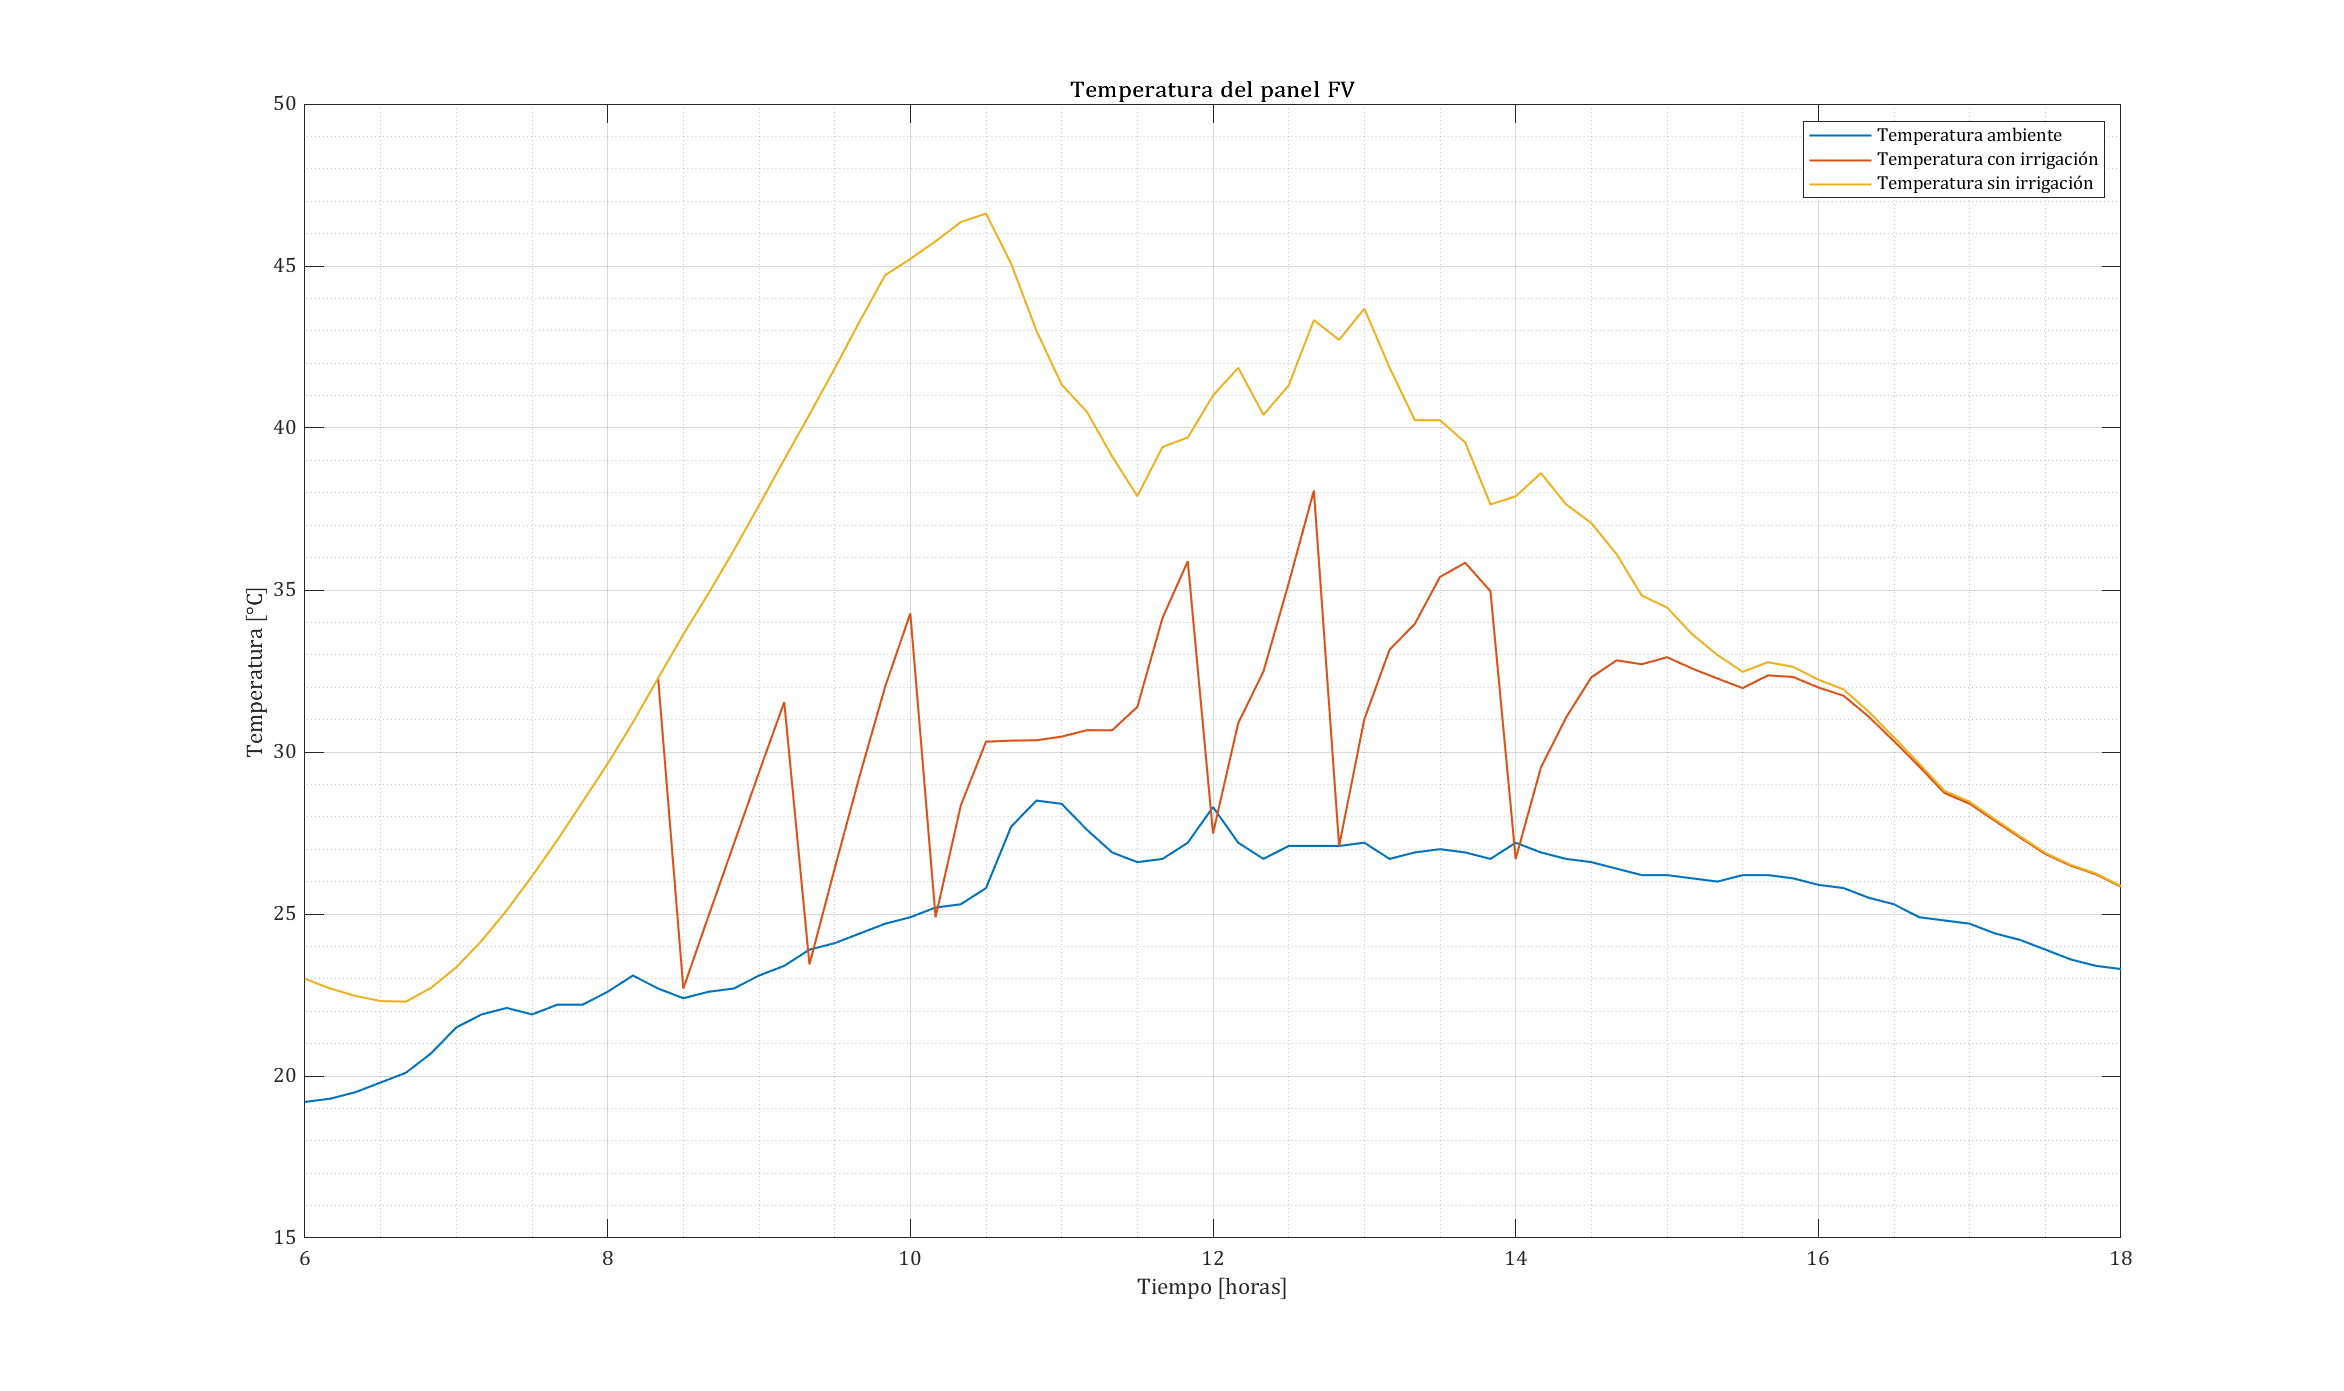 Temperatura del panel FV
Temperatura ambiente
Temperatura con irrigación
Temperatura sin irrigación
Temperatura [°C]
50
45
40
35
30
25
20
15
6 8 10 12 14 16 18
Tiempo [horas]